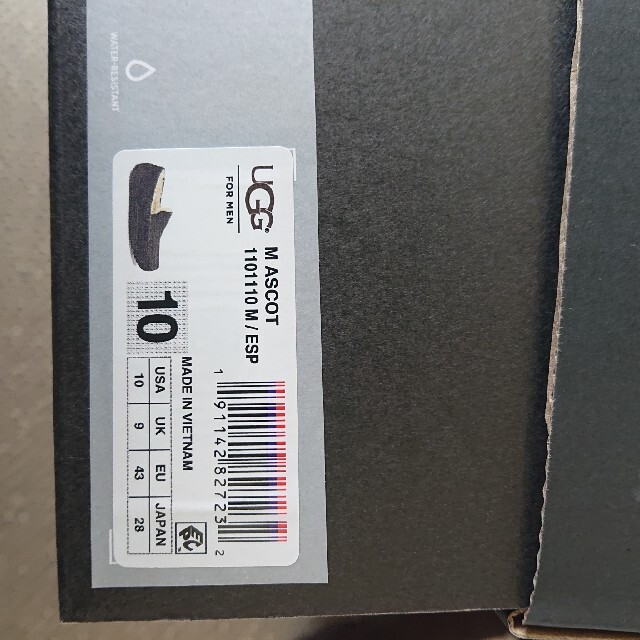 WATER-RESISTANT
UGG®
FOR MEN
M ASCOT
1101110 M / ESP
10
MADE IN VIETNAM
USA UK EU JAPAN
10 9 43 28
1 91142 82723 2